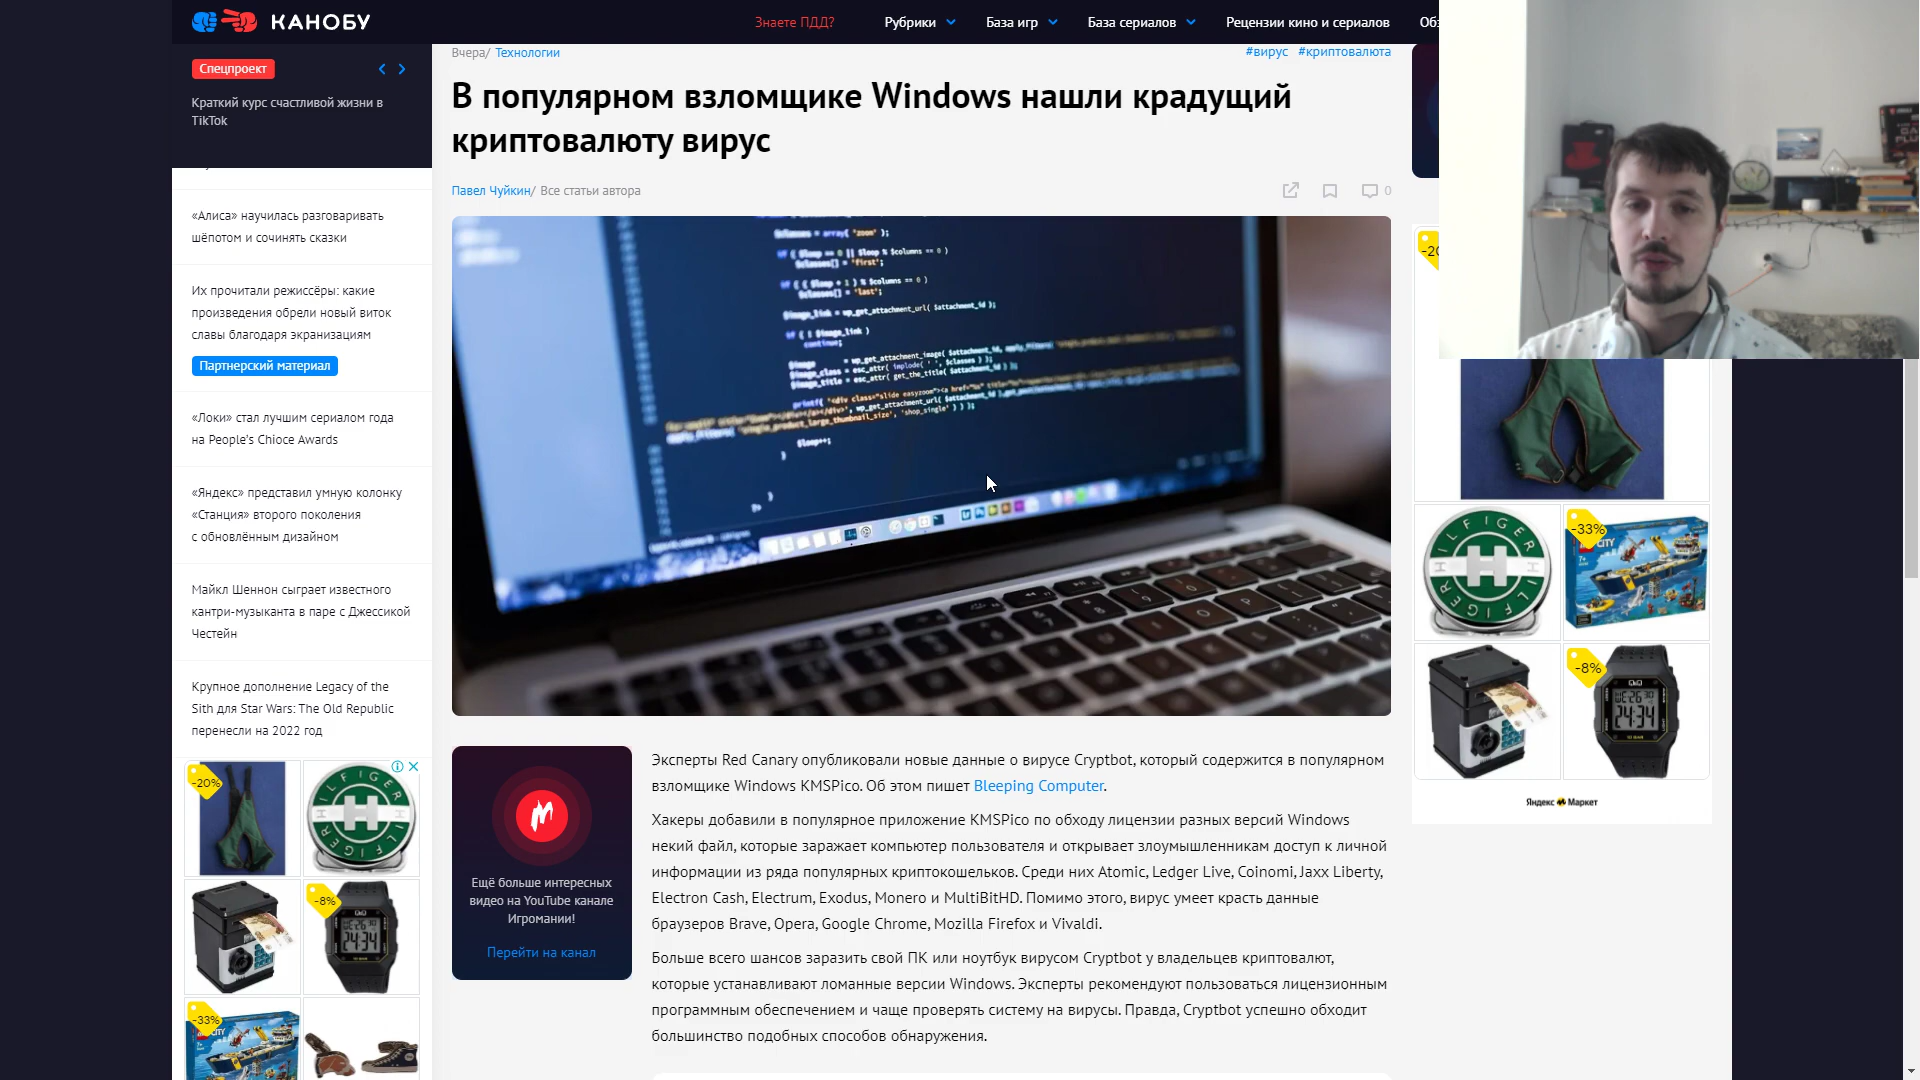 КАНОБУ
Знаете ПДД?
Рубрики
База игр
База сериалов
Рецензии кино и сериалов
Спецпроект
Краткий курс счастливой жизни в
TikTok
«Алиса» научилась разговаривать
шёпотом и сочинять сказки
Их прочитали режиссёры: какие
произведения обрели новый виток
славы благодаря экранизациям
Партнерский материал
«Локи» стал лучшим сериалом года
на People's Chioce Awards
«Яндекс» представил умную колонку
«Станция» второго поколения
с обновлённым дизайном
Майкл Шеннон сыграет известного
кантри-музыканта в паре с Джессикой
Честейн
Крупное дополнение Legacy of the
Sith для Star Wars: The Old Republic
перенесли на 2022 год
-20%
-8%
-33%
Вчера/ Технологии
#вирус #криптовалюта
В популярном взломщике Windows нашли крадущий
криптовалюту вирус
Павел Чуйкин/ Все статьи автора
0
Ещё больше интересных
видео на YouTube канале
Игромании!
Перейти на канал
Эксперты Red Canary опубликовали новые данные о вирусе Cryptbot, который содержится в популярном
взломщике Windows KMSPico. Об этом пишет Bleeping Computer.
Хакеры добавили в популярное приложение KMSPico по обходу лицензии разных версий Windows
некий файл, которые заражает компьютер пользователя и открывает злоумышленникам доступ к личной
информации из ряда популярных криптокошельков. Среди них Atomic, Ledger Live, Coinomi, Jaxx Liberty,
Electron Cash, Electrum, Exodus, Monero и MultiBitHD. Помимо этого, вирус умеет красть данные
браузеров Brave, Opera, Google Chrome, Mozilla Firefox и Vivaldi.
Больше всего шансов заразить свой ПК или ноутбук вирусом Cryptbot у владельцев криптовалют,
которые устанавливают ломанные версии Windows. Эксперты рекомендуют пользоваться лицензионным
программным обеспечением и чаще проверять систему на вирусы. Правда, Cryptbot успешно обходит
большинство подобных способов обнаружения.
-33%
CITY
-8%
24:34
Яндекс Маркет